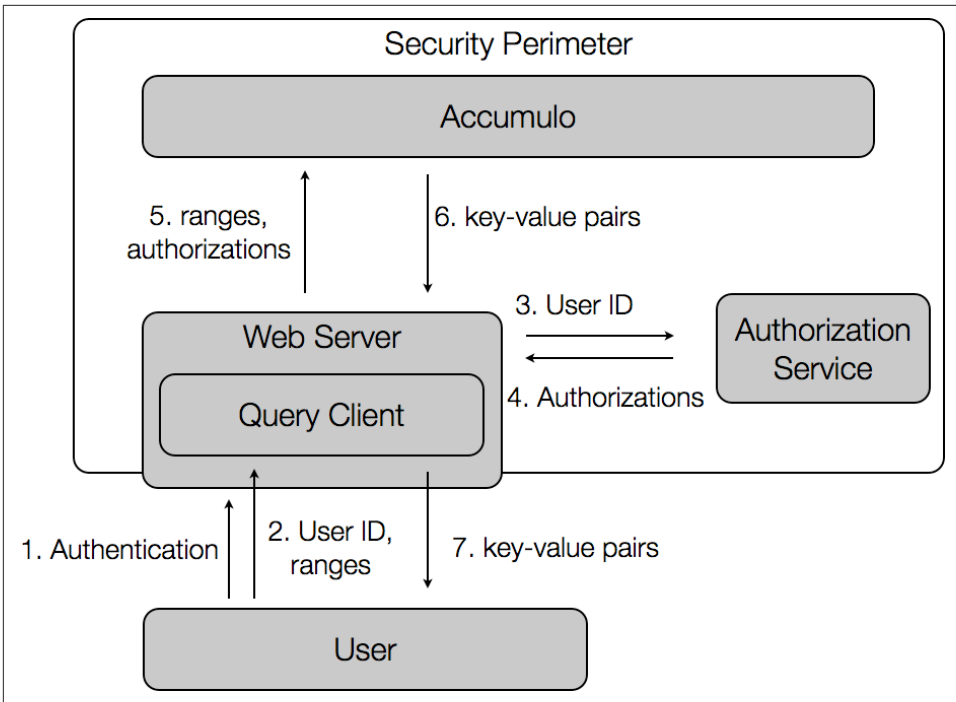 Security Perimeter
Accumulo
5. ranges,
authorizations
6. key-value pairs
3. User ID
4. Authorizations
Authorization
Service
Web Server
Query Client
1. Authentication
2. User ID,
ranges
7. key-value pairs
User